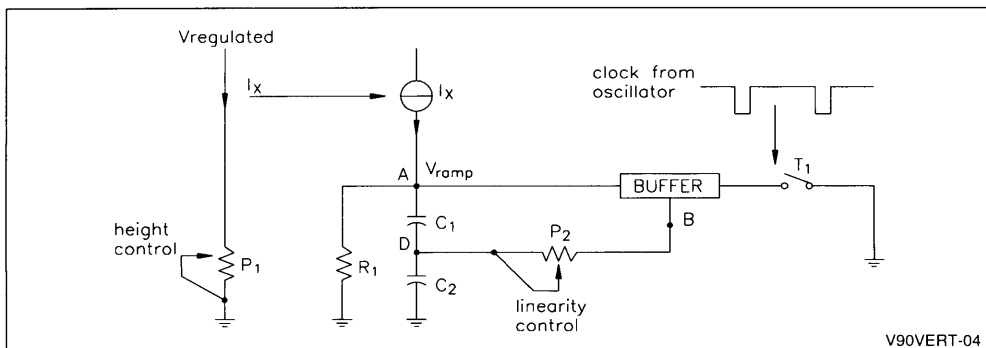 Vregulated
Ix
Ix
clock from
oscillator
A
Vramp
T1
BUFFER
B
C1
D
P2
height
control
P1
R1
C2
linearity
control
V90VERT-04